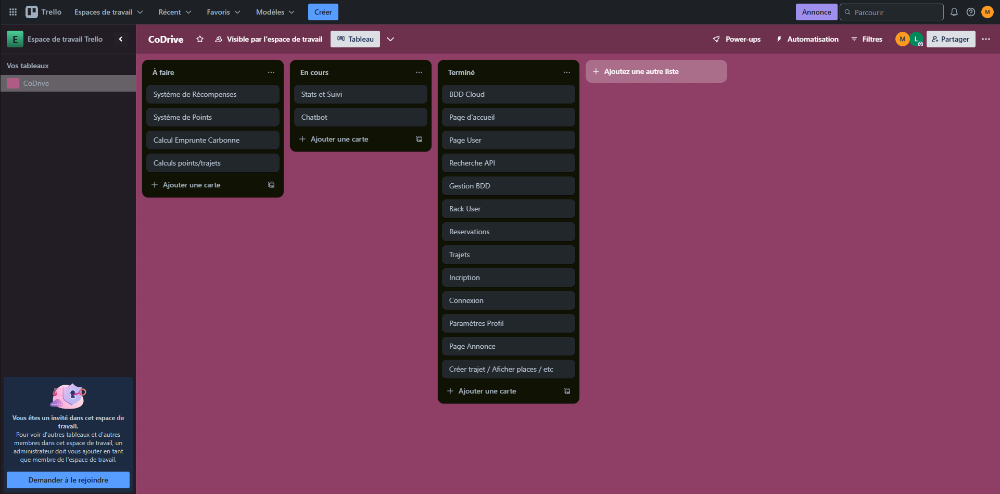 Trello
Espaces de travail
Récent
Favoris
Modèles
Créer
Annonce
Parcourir
M
E
Espace de travail Trello
CoDrive
Visible par l'espace de travail
Tableau
Power-ups
Automatisation
Filtres
M
L
Partager
Vos tableaux
CoDrive
À faire
Système de Récompenses
Système de Points
Calcul Emprunte Carbonne
Calculs points/trajets
Ajouter une carte
En cours
Stats et Suivi
Chatbot
Ajouter une carte
Terminé
BDD Cloud
Page d'accueil
Page User
Recherche API
Gestion BDD
Back User
Reservations
Trajets
Incription
Connexion
Paramètres Profil
Page Annonce
Créer trajet / Aficher places / etc
Ajouter une carte
Ajoutez une autre liste
Vous êtes un invité dans cet espace de
travail.
Pour voir d'autres tableaux et d'autres
membres dans cet espace de travail, un
administrateur doit vous ajouter en tant
que membre de l'espace de travail.
Demander à le rejoindre